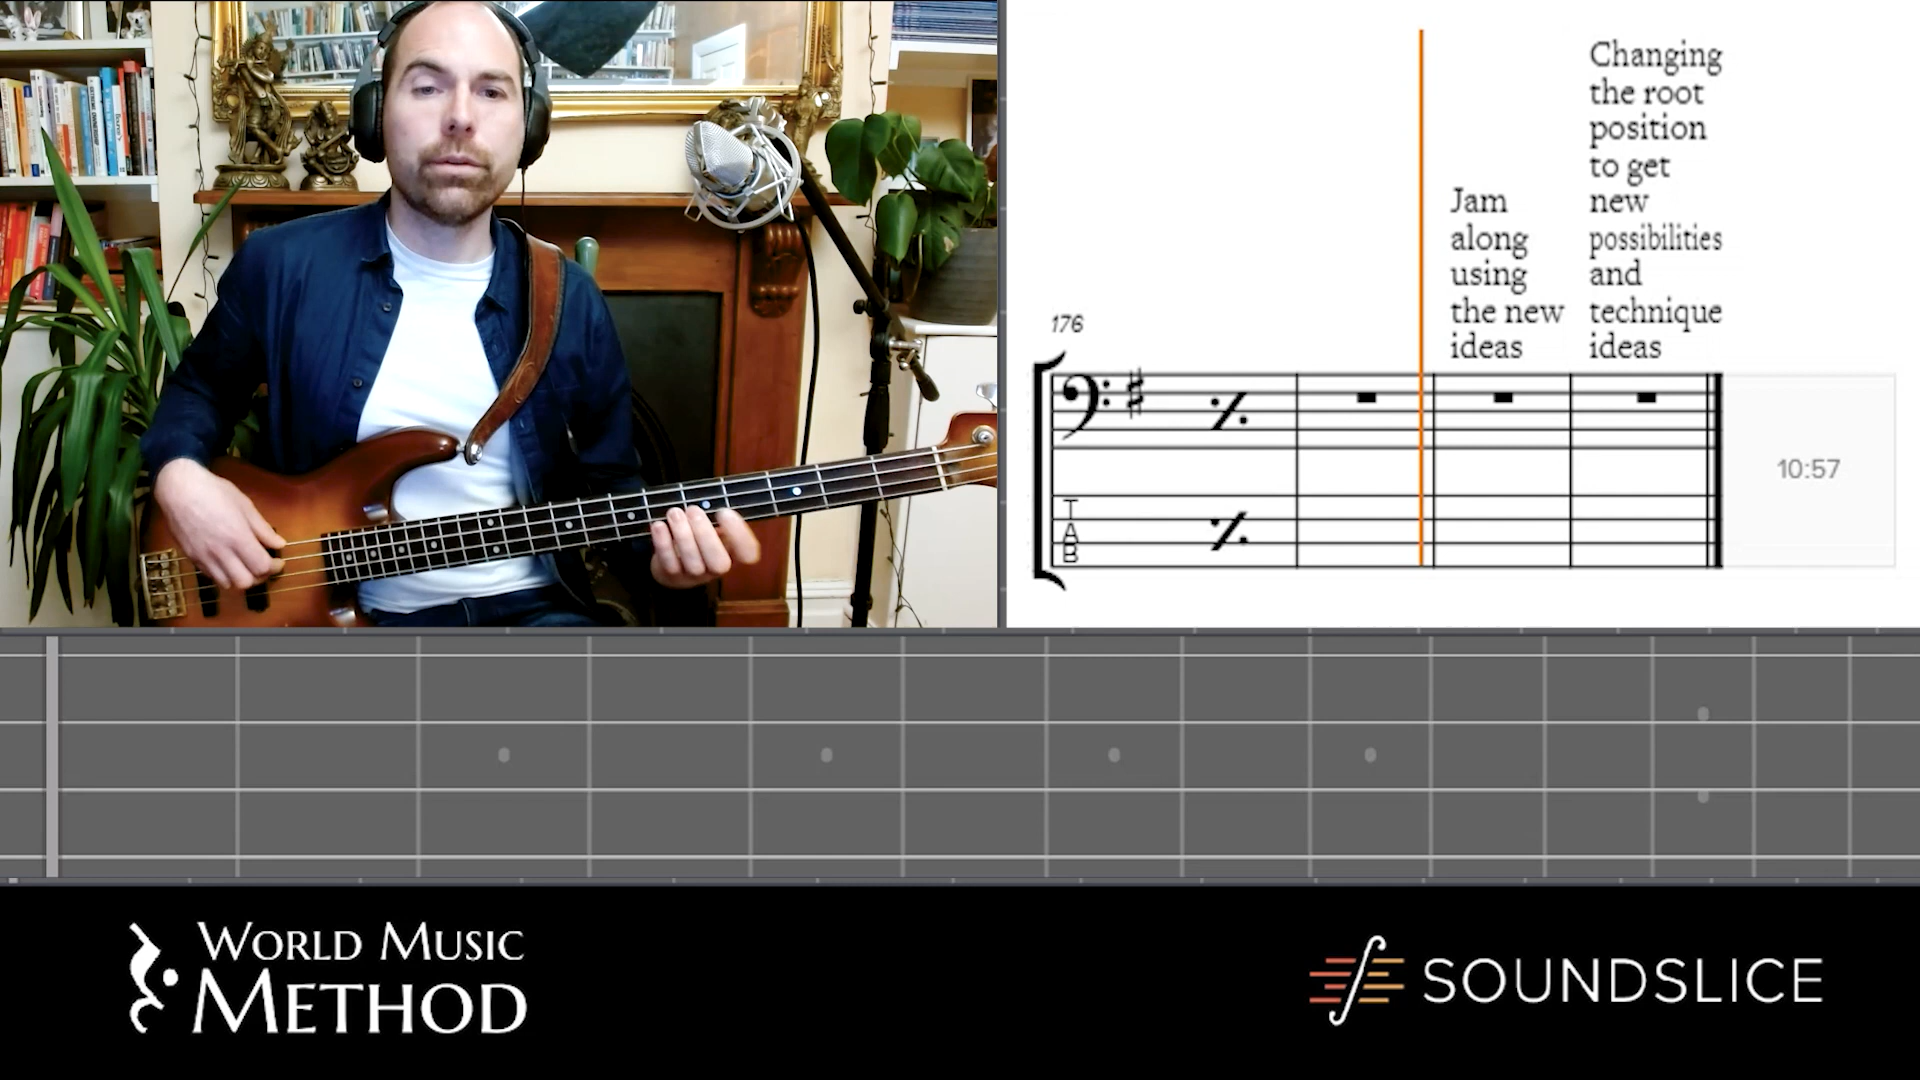 Jam
along
using
the new
ideas
Changing
the root
position
to get
new
possibilities
and
technique
ideas
176
T
A
B
10:57
WORLD MUSIC
METHOD
SOUNDSLICE